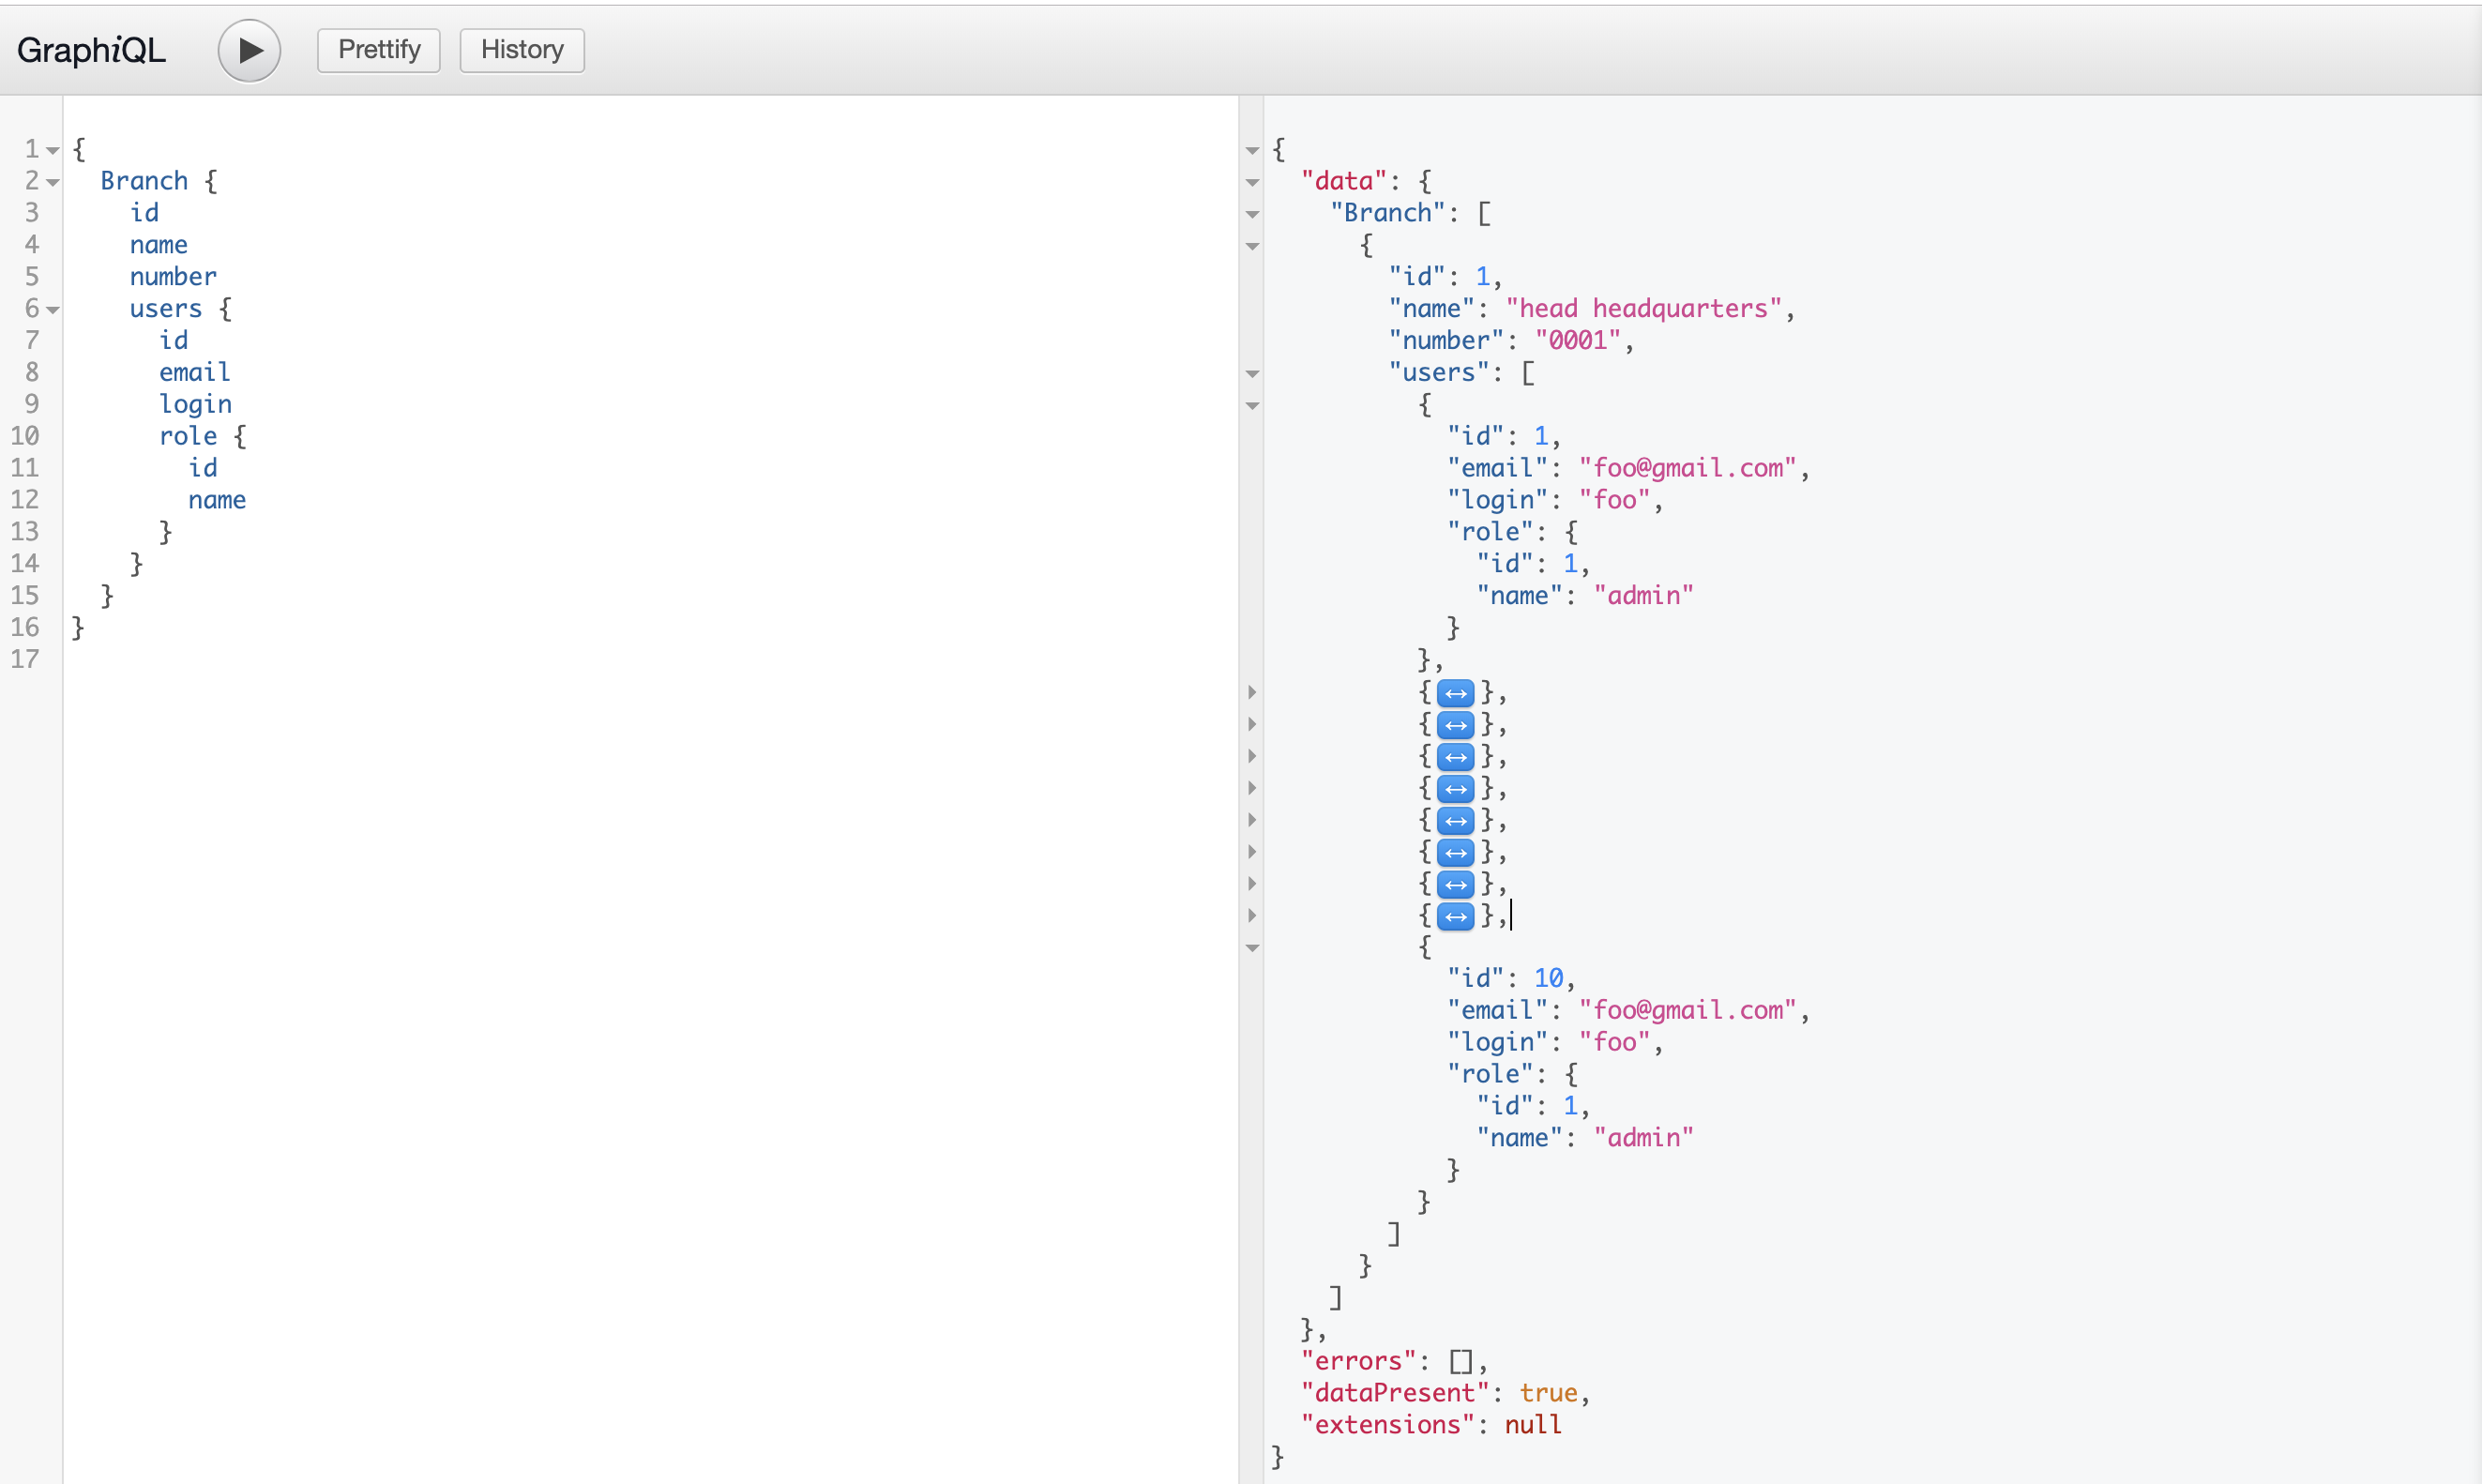 GraphiQL Prettify History
1 {
2 Branch {
3 id
4 name
5 number
6 users {
7 id
8 email
9 login
10 role {
11 id
12 name
13 }
14 }
15 }
16 }
17
{
"data": {
"Branch": [
{
"id": 1,
"name": "head headquarters",
"number": "0001",
"users": [
{
"id": 1,
"email": "foo@gmail.com",
"login": "foo",
"role": {
"id": 1,
"name": "admin"
}
},
{↔},
{↔},
{↔},
{↔},
{↔},
{↔},
{↔},
{↔},
{
"id": 10,
"email": "foo@gmail.com",
"login": "foo",
"role": {
"id": 1,
"name": "admin"
}
}
]
}
]
},
"errors": [],
"dataPresent": true,
"extensions": null
}